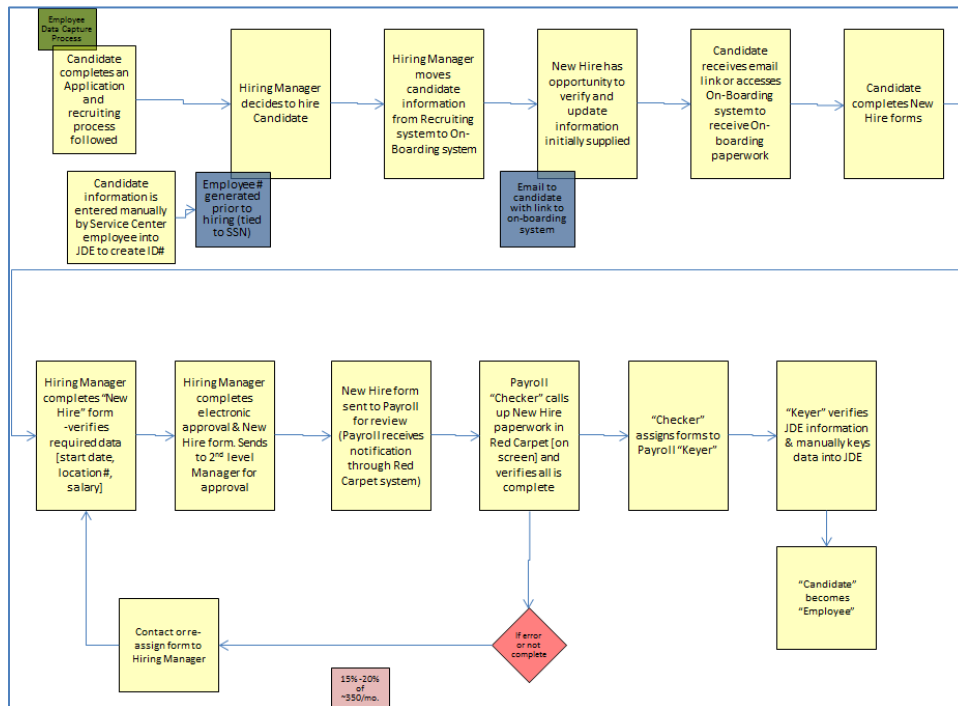 Employee
Data Capture
Process
Candidate
completes an
Application
and
recruiting
process
followed
Hiring Manager
decides to hire
Candidate
Hiring
Manager
moves
candidate
information
from Recruiting
system to On-
Boarding system
New Hire has
opportunity to
verify and
update
information
initially supplied
Candidate
receives email
link or accesses
On-Boarding
system to
receive On-
boarding
paperwork
Candidate
completes New
Hire forms
Candidate
information is
entered manually
by Service Center
employee into
JDE to create ID#
Employee #
generated
prior to
hiring (tied
to SSN)
Email to
candidate
with link to
on-boarding
system
Hiring Manager
completes “New
Hire” form
-verifies
required data
[start date,
location#,
salary]
Hiring Manager
completes
electronic
approval & New
Hire form. Sends
to 2nd level
Manager for
approval
New Hire form
sent to Payroll
for review
(Payroll receives
notification
through Red
Carpet system)
Payroll
“Checker” calls
up New Hire
paperwork in
Red Carpet [on
screen] and
verifies all is
complete
“Checker”
assigns forms to
Payroll “Keyer”
“Keyer” verifies
JDE information
& manually keys
data into JDE
“Candidate”
becomes
“Employee”
If error
or not
complete
Contact or re-
assign form to
Hiring Manager
15% -20%
of
~350/mo.